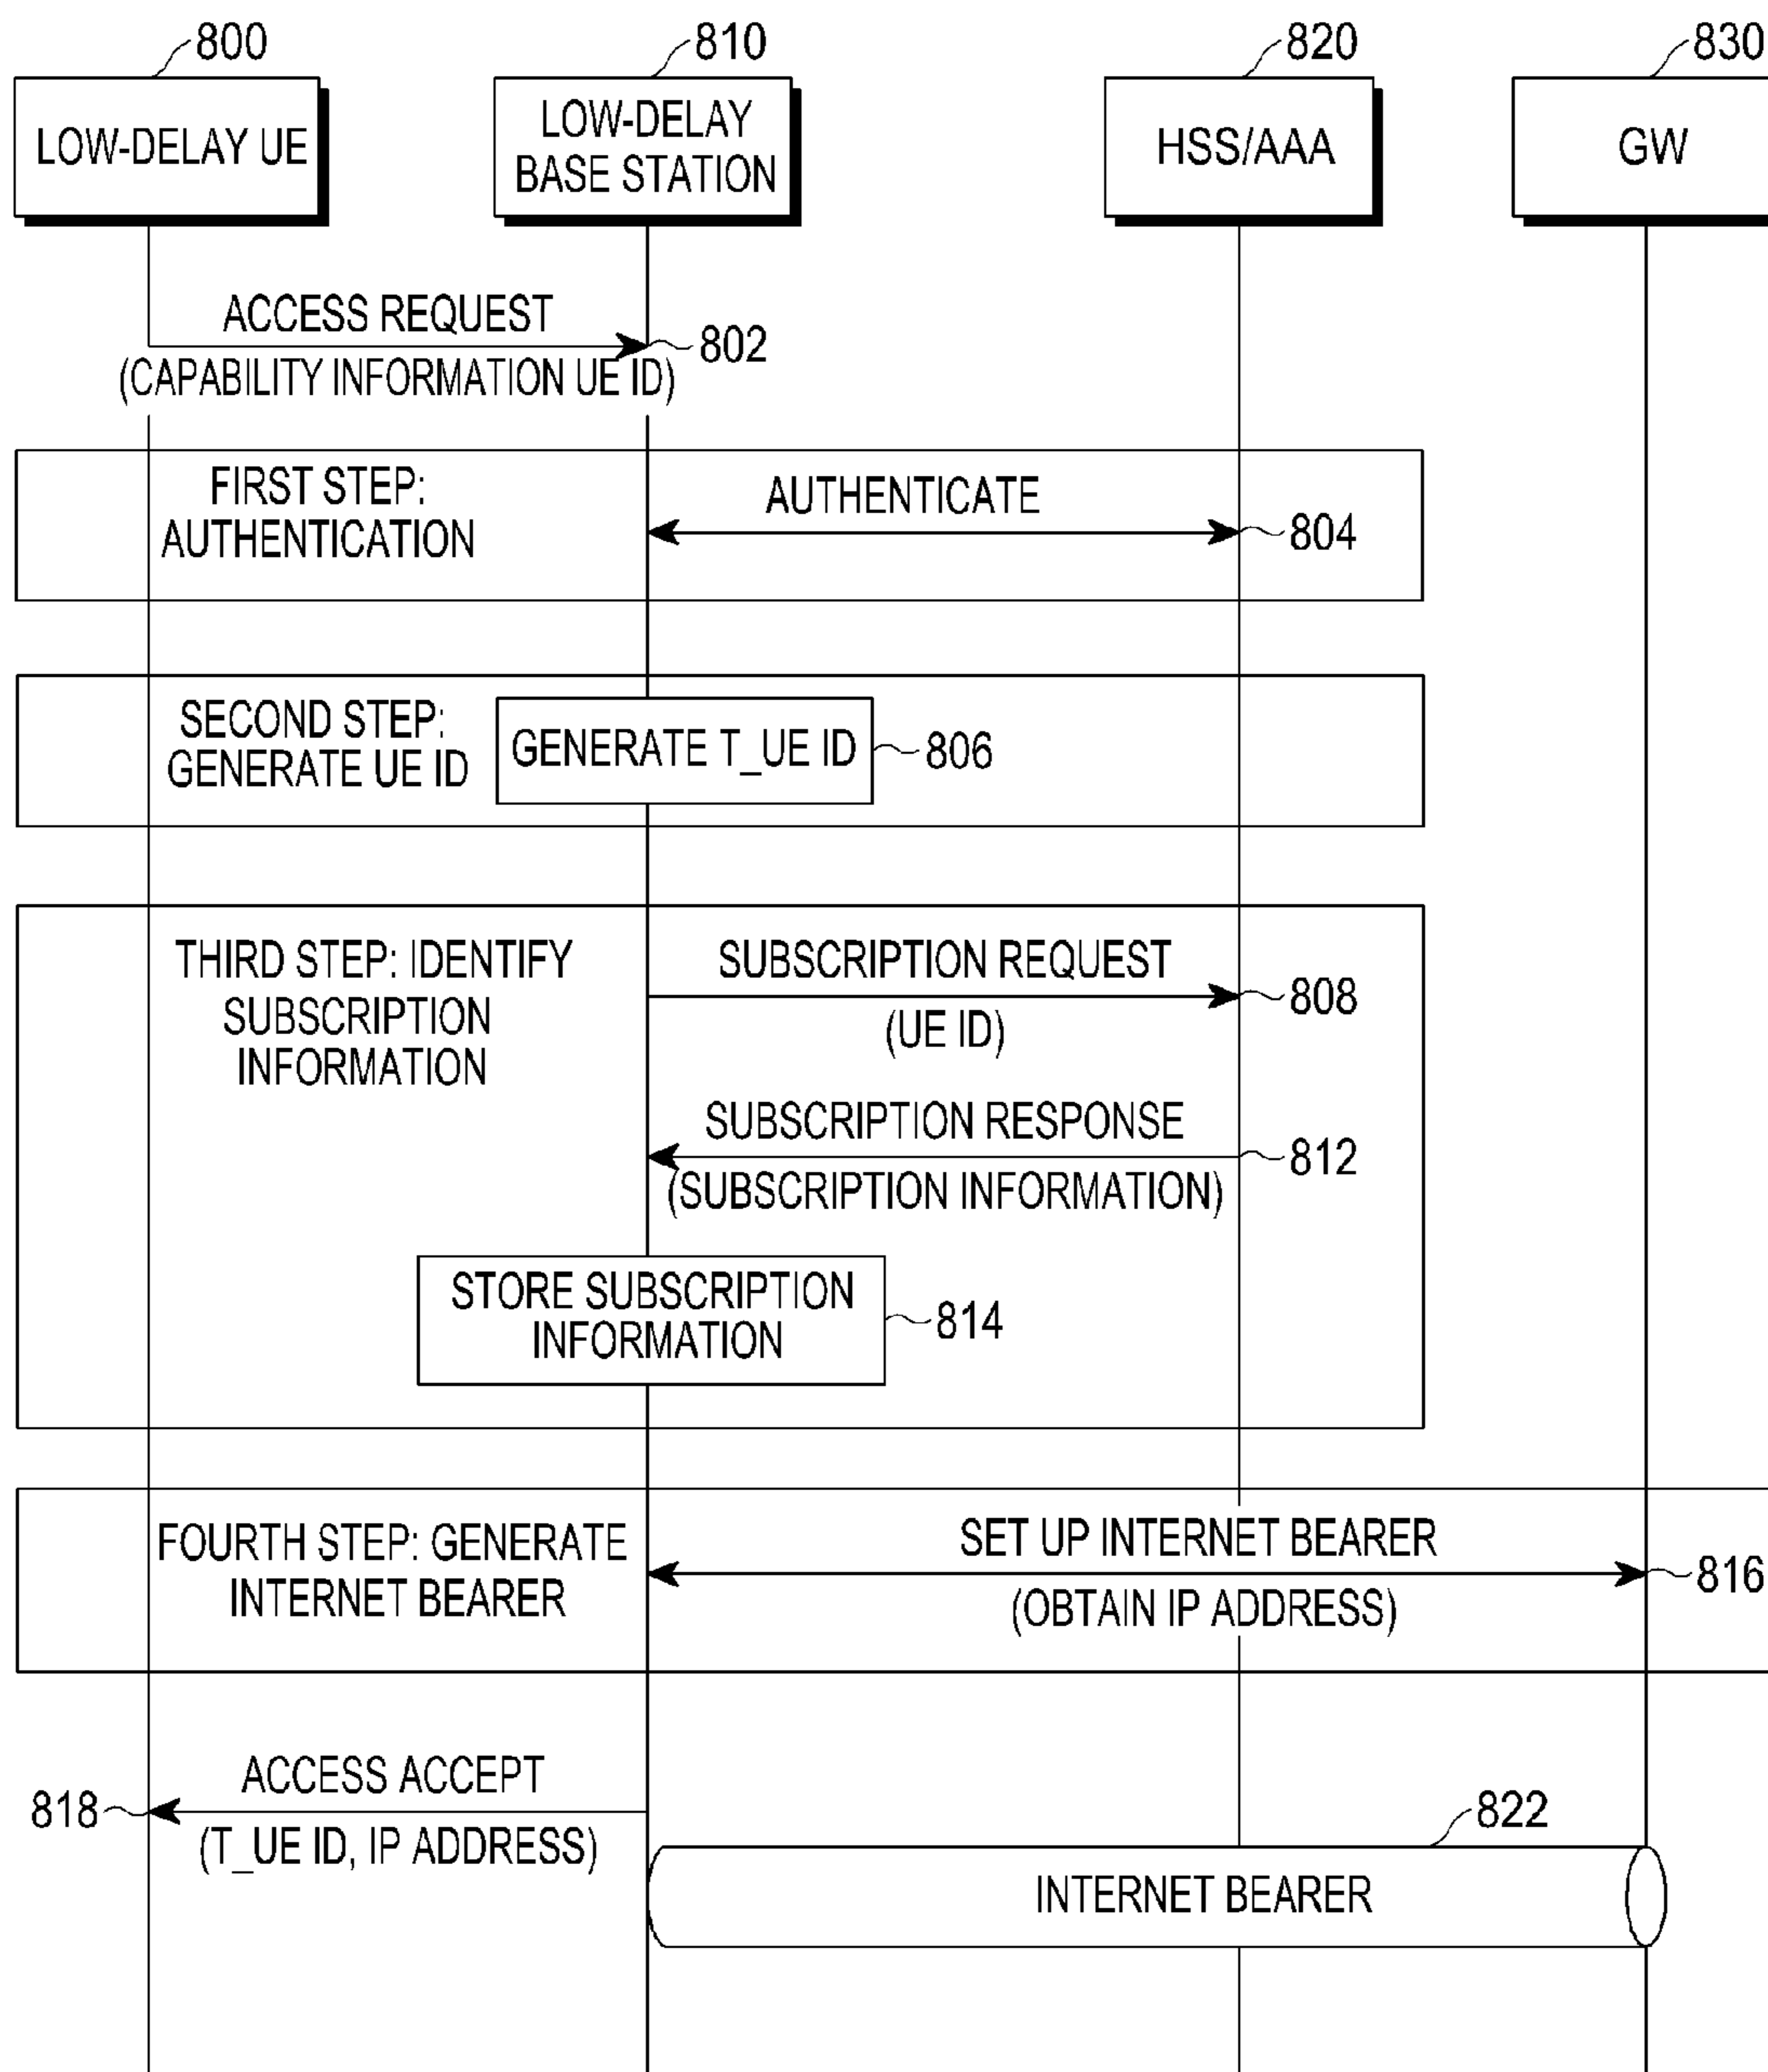 800
810
820
830
LOW-DELAY UE
LOW-DELAY
BASE STATION
HSS/AAA
GW
ACCESS REQUEST
802
(CAPABILITY INFORMATION UE ID)
FIRST STEP:
AUTHENTICATION
AUTHENTICATE
804
SECOND STEP:
GENERATE UE ID
GENERATE T_UE ID
806
THIRD STEP: IDENTIFY
SUBSCRIPTION
INFORMATION
SUBSCRIPTION REQUEST
808
(UE ID)
SUBSCRIPTION RESPONSE
812
(SUBSCRIPTION INFORMATION)
STORE SUBSCRIPTION
INFORMATION
814
FOURTH STEP: GENERATE
INTERNET BEARER
SET UP INTERNET BEARER
816
(OBTAIN IP ADDRESS)
ACCESS ACCEPT
818
(T_UE ID, IP ADDRESS)
822
INTERNET BEARER